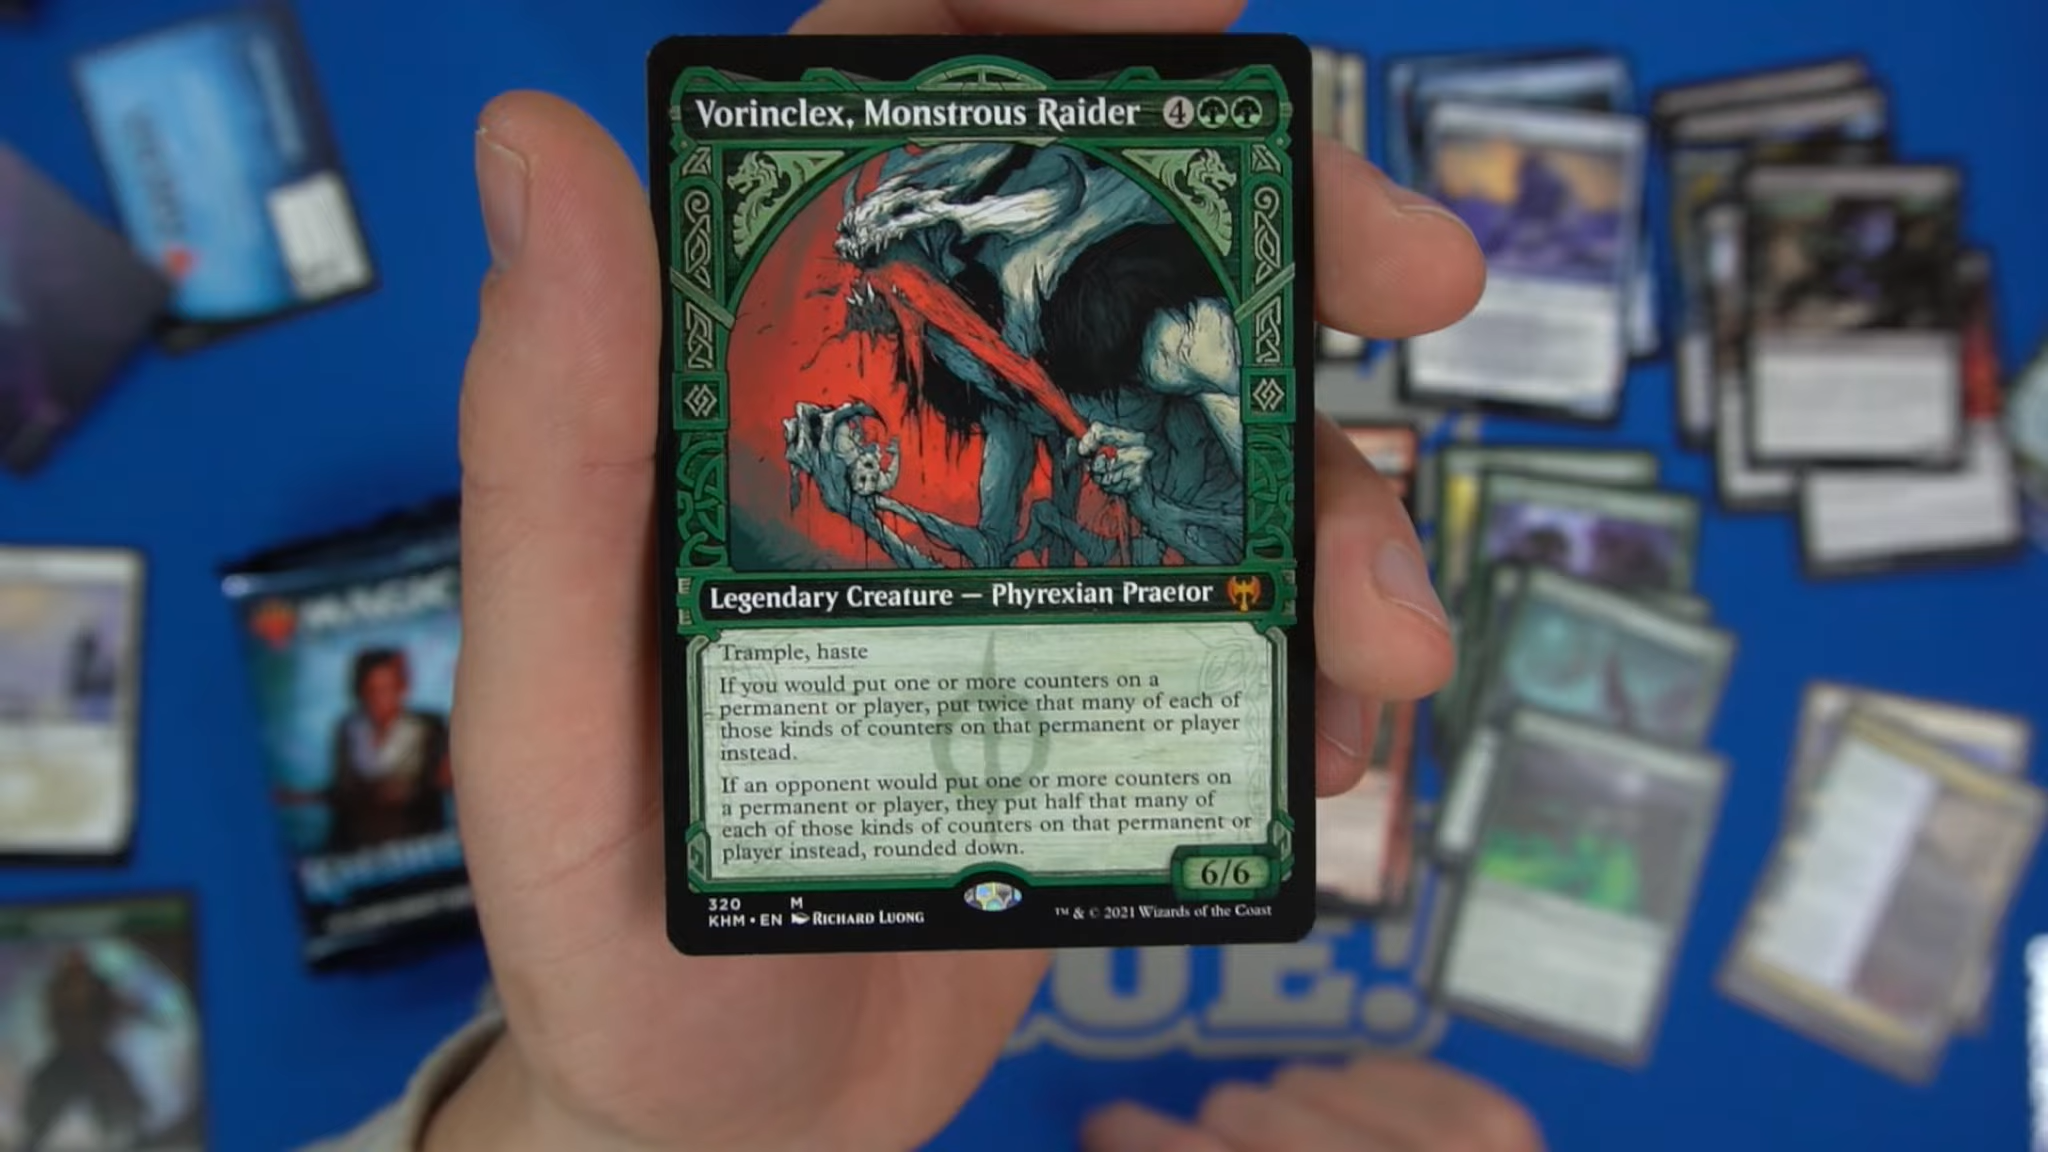 Vorinclex, Monstrous Raider 4
Legendary Creature — Phyrexian Praetor
Trample, haste
If you would put one or more counters on a
permanent or player, put twice that many of each of
those kinds of counters on that permanent or player
instead.
If an opponent would put one or more counters on
a permanent or player, they put half that many of
each of those kinds of counters on that permanent or
player instead, rounded down.
6/6
320 M
KHM • EN RICHARD LUONG
™ & © 2021 Wizards of the Coast
MAGIC